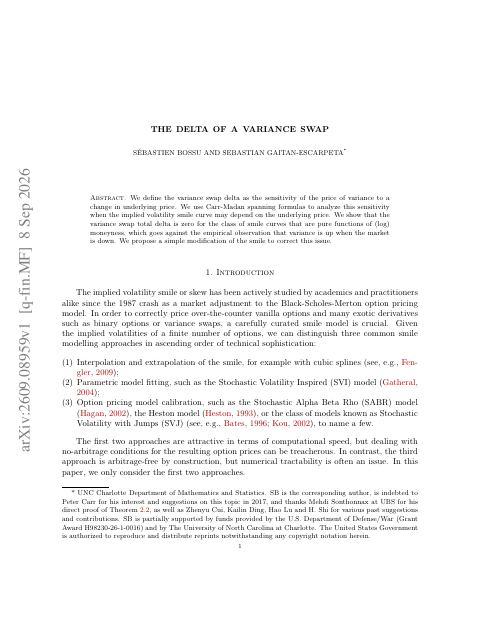 arXiv:2609.08959v1 [q-fin.MF] 8 Sep 2026
THE DELTA OF A VARIANCE SWAP
SÉBASTIEN BOSSU AND SEBASTIAN GAITAN-ESCARPETA*
Abstract. We define the variance swap delta as the sensitivity of the price of variance to a
change in underlying price. We use Carr-Madan spanning formulas to analyze this sensitivity
when the implied volatility smile curve may depend on the underlying price. We show that the
variance swap total delta is zero for the class of smile curves that are pure functions of (log)
moneyness, which goes against the empirical observation that variance is up when the market
is down. We propose a simple modification of the smile to correct this issue.
1. Introduction
The implied volatility smile or skew has been actively studied by academics and practitioners
alike since the 1987 crash as a market adjustment to the Black-Scholes-Merton option pricing
model. In order to correctly price over-the-counter vanilla options and many exotic derivatives
such as binary options or variance swaps, a carefully curated smile model is crucial. Given
the implied volatilities of a finite number of options, we can distinguish three common smile
modelling approaches in ascending order of technical sophistication:
(1) Interpolation and extrapolation of the smile, for example with cubic splines (see, e.g., Fen-
gler, 2009);
(2) Parametric model fitting, such as the Stochastic Volatility Inspired (SVI) model (Gatheral,
2004);
(3) Option pricing model calibration, such as the Stochastic Alpha Beta Rho (SABR) model
(Hagan, 2002), the Heston model (Heston, 1993), or the class of models known as Stochastic
Volatility with Jumps (SVJ) (see, e.g., Bates, 1996; Kou, 2002), to name a few.
The first two approaches are attractive in terms of computational speed, but dealing with
no-arbitrage conditions for the resulting option prices can be treacherous. In contrast, the third
approach is arbitrage-free by construction, but numerical tractability is often an issue. In this
paper, we only consider the first two approaches.
* UNC Charlotte Department of Mathematics and Statistics. SB is the corresponding author, is indebted to
Peter Carr for his interest and suggestions on this topic in 2017, and thanks Mehdi Sonthonnax at UBS for his
direct proof of Theorem 2.2, as well as Zhenyu Cui, Kailin Ding, Hao Lu and H. Shi for various past suggestions
and contributions. SB is partially supported by funds provided by the U.S. Department of Defense/War (Grant
Award H98230-26-1-0016) and by The University of North Carolina at Charlotte. The United States Government
is authorized to reproduce and distribute reprints notwithstanding any copyright notation herein.
1